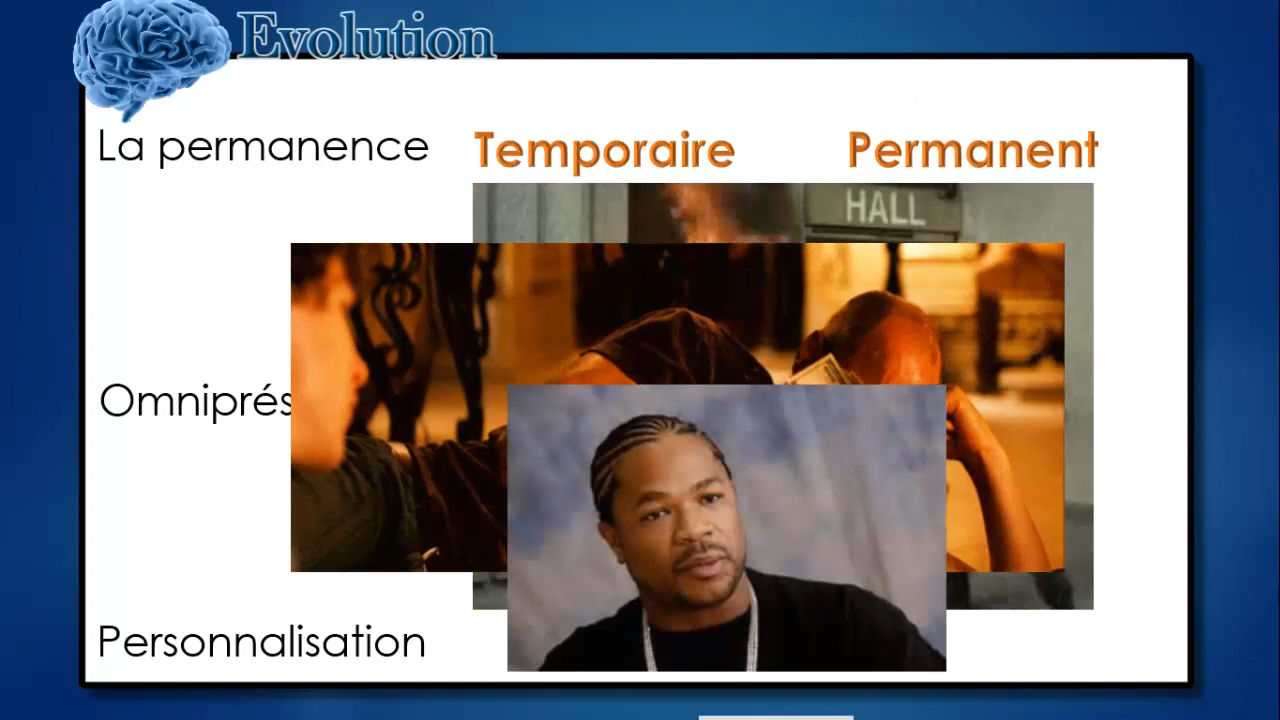 Evolution
La permanence
Temporaire
Permanent
HALL
Omniprés
Personnalisation